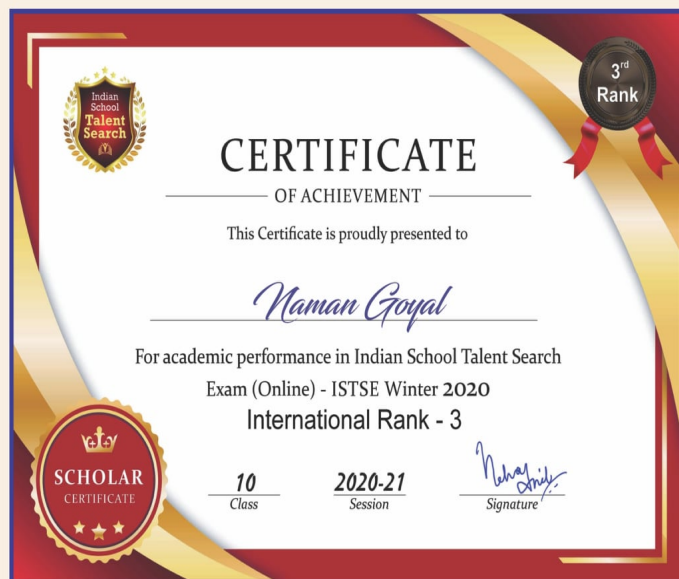 Indian
School
Talent
Search
3rd
Rank
CERTIFICATE
OF ACHIEVEMENT
This Certificate is proudly presented to
Naman Goyal
For academic performance in Indian School Talent Search
Exam (Online) - ISTSE Winter 2020
International Rank - 3
SCHOLAR
CERTIFICATE
10 2020-21
Class Session Signature